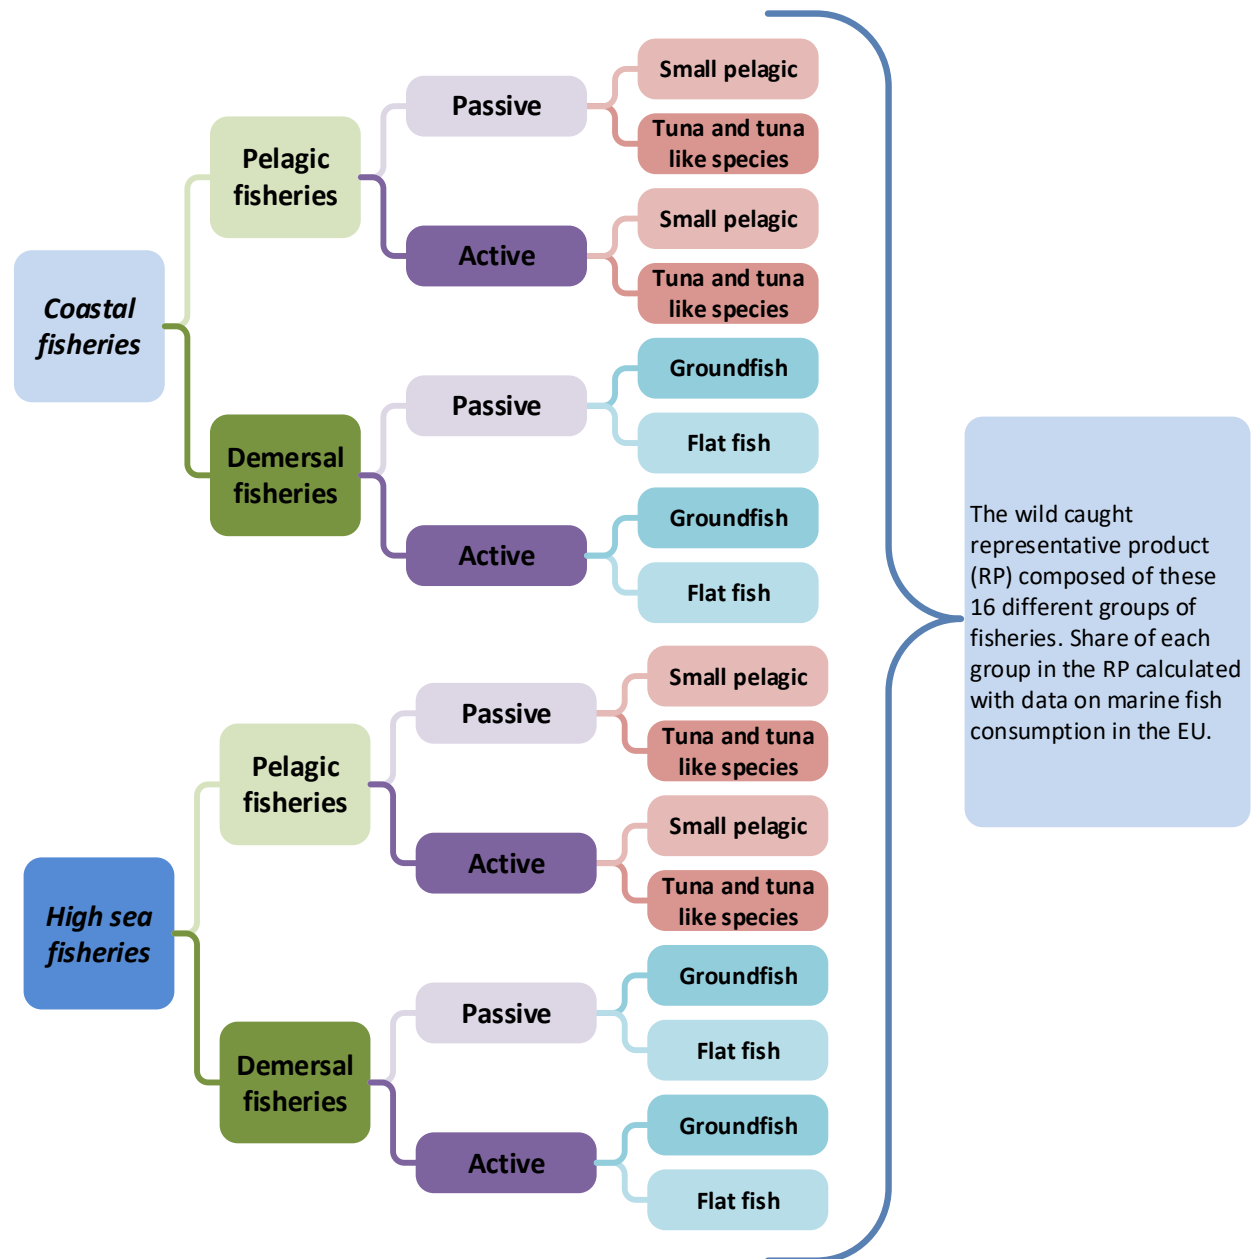 Coastal
fisheries
Pelagic
fisheries
Passive
Small pelagic
Tuna and tuna
like species
Active
Small pelagic
Tuna and tuna
like species
Demersal
fisheries
Passive
Groundfish
Flat fish
Active
Groundfish
Flat fish
High sea
fisheries
Pelagic
fisheries
Passive
Small pelagic
Tuna and tuna
like species
Active
Small pelagic
Tuna and tuna
like species
Demersal
fisheries
Passive
Groundfish
Flat fish
Active
Groundfish
Flat fish
The wild caught
representative product
(RP) composed of these
16 different groups of
fisheries. Share of each
group in the RP calculated
with data on marine fish
consumption in the EU.